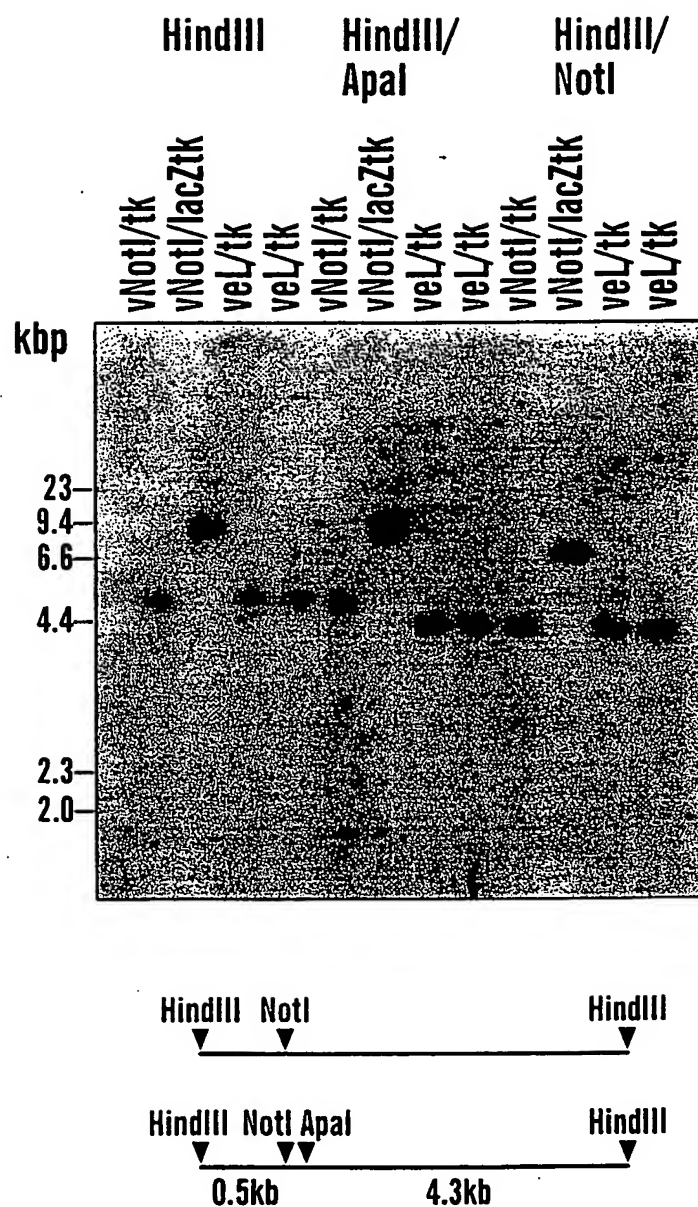 HindIII HindIII/ HindIII/
ApaI NotI
vNotI/tk
vNotI/lacZtk
veL/tk
veL/tk
vNotI/tk
vNotI/lacZtk
veL/tk
veL/tk
vNotI/tk
vNotI/lacZtk
veL/tk
veL/tk
kbp
23
9.4
6.6
4.4
2.3
2.0
HindIII NotI HindIII
HindIII NotI ApaI HindIII
0.5kb 4.3kb